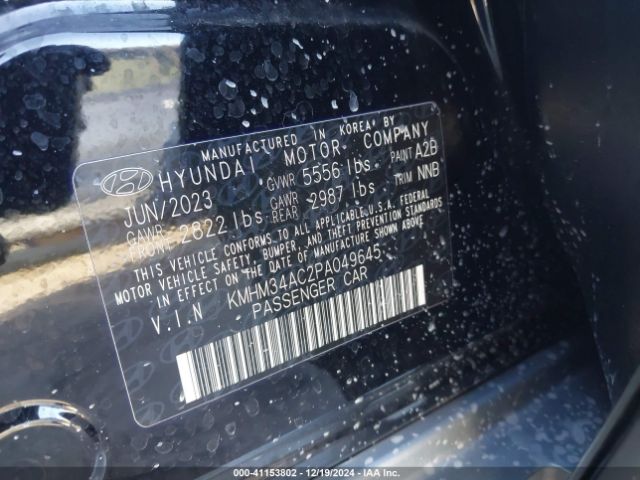 MANUFACTURED IN KOREA BY
HYUNDAI MOTOR COMPANY
JUN/2023 GVWR 5556 lbs PAINT A2B
GAWR FRONT 2822 lbs GAWR REAR 2987 lbs TRIM NNB
THIS VEHICLE CONFORMS TO ALL APPLICABLE U.S.A. FEDERAL
MOTOR VEHICLE SAFETY, BUMPER, AND THEFT PREVENTION STANDARDS
IN EFFECT ON THE DATE OF MANUFACTURE SHOWN ABOVE.
V.I.N KMHM34AC2PA049645
PASSENGER CAR
000-41153802 - 12/19/2024 - IAA Inc.